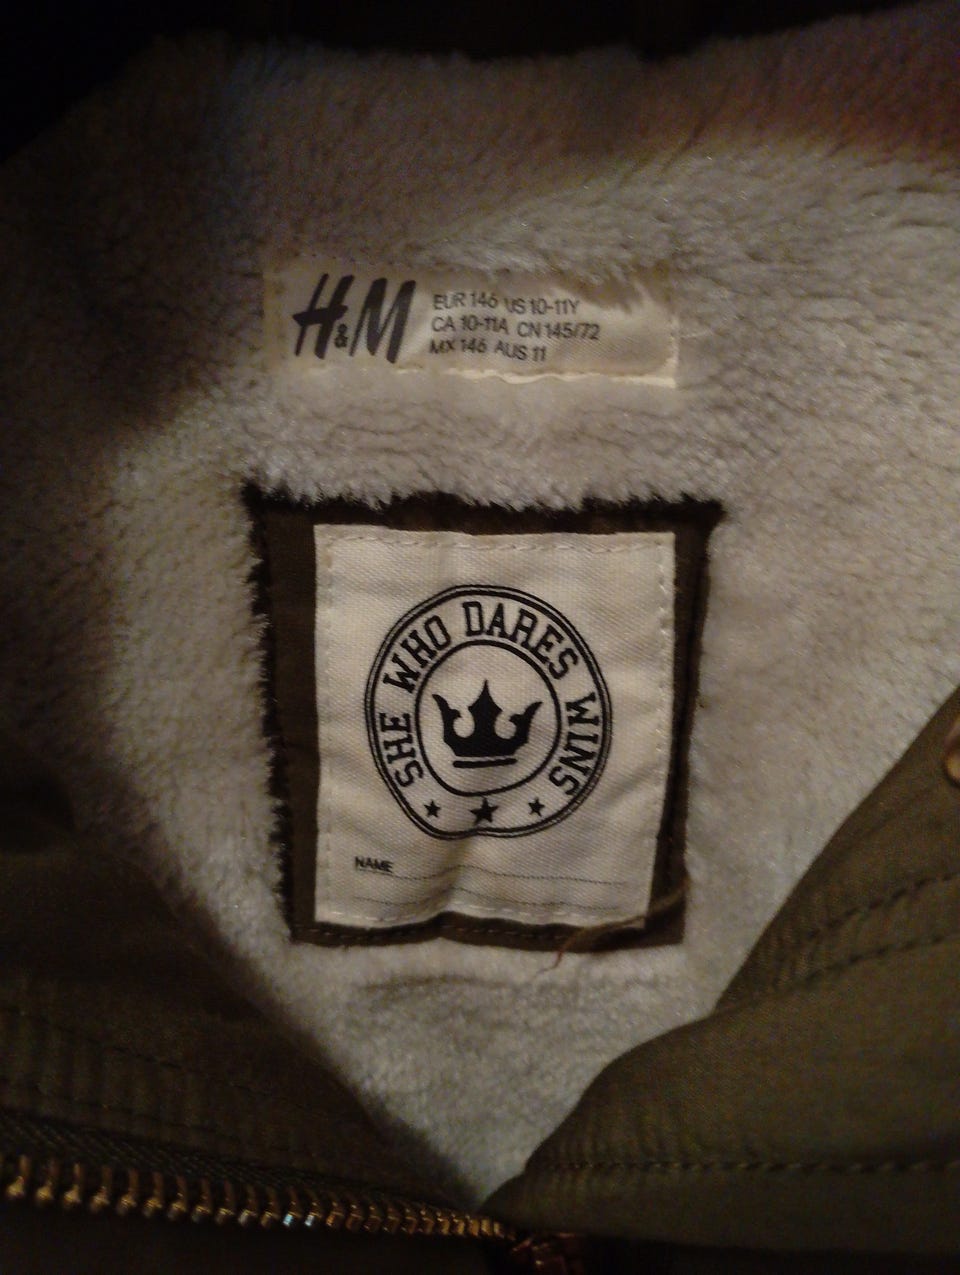 H&M
EUR 146 US 10-11Y
CA 10-11A CN 145/72
MX 146 AUS 11
SHE WHO DARES WINS
NAME